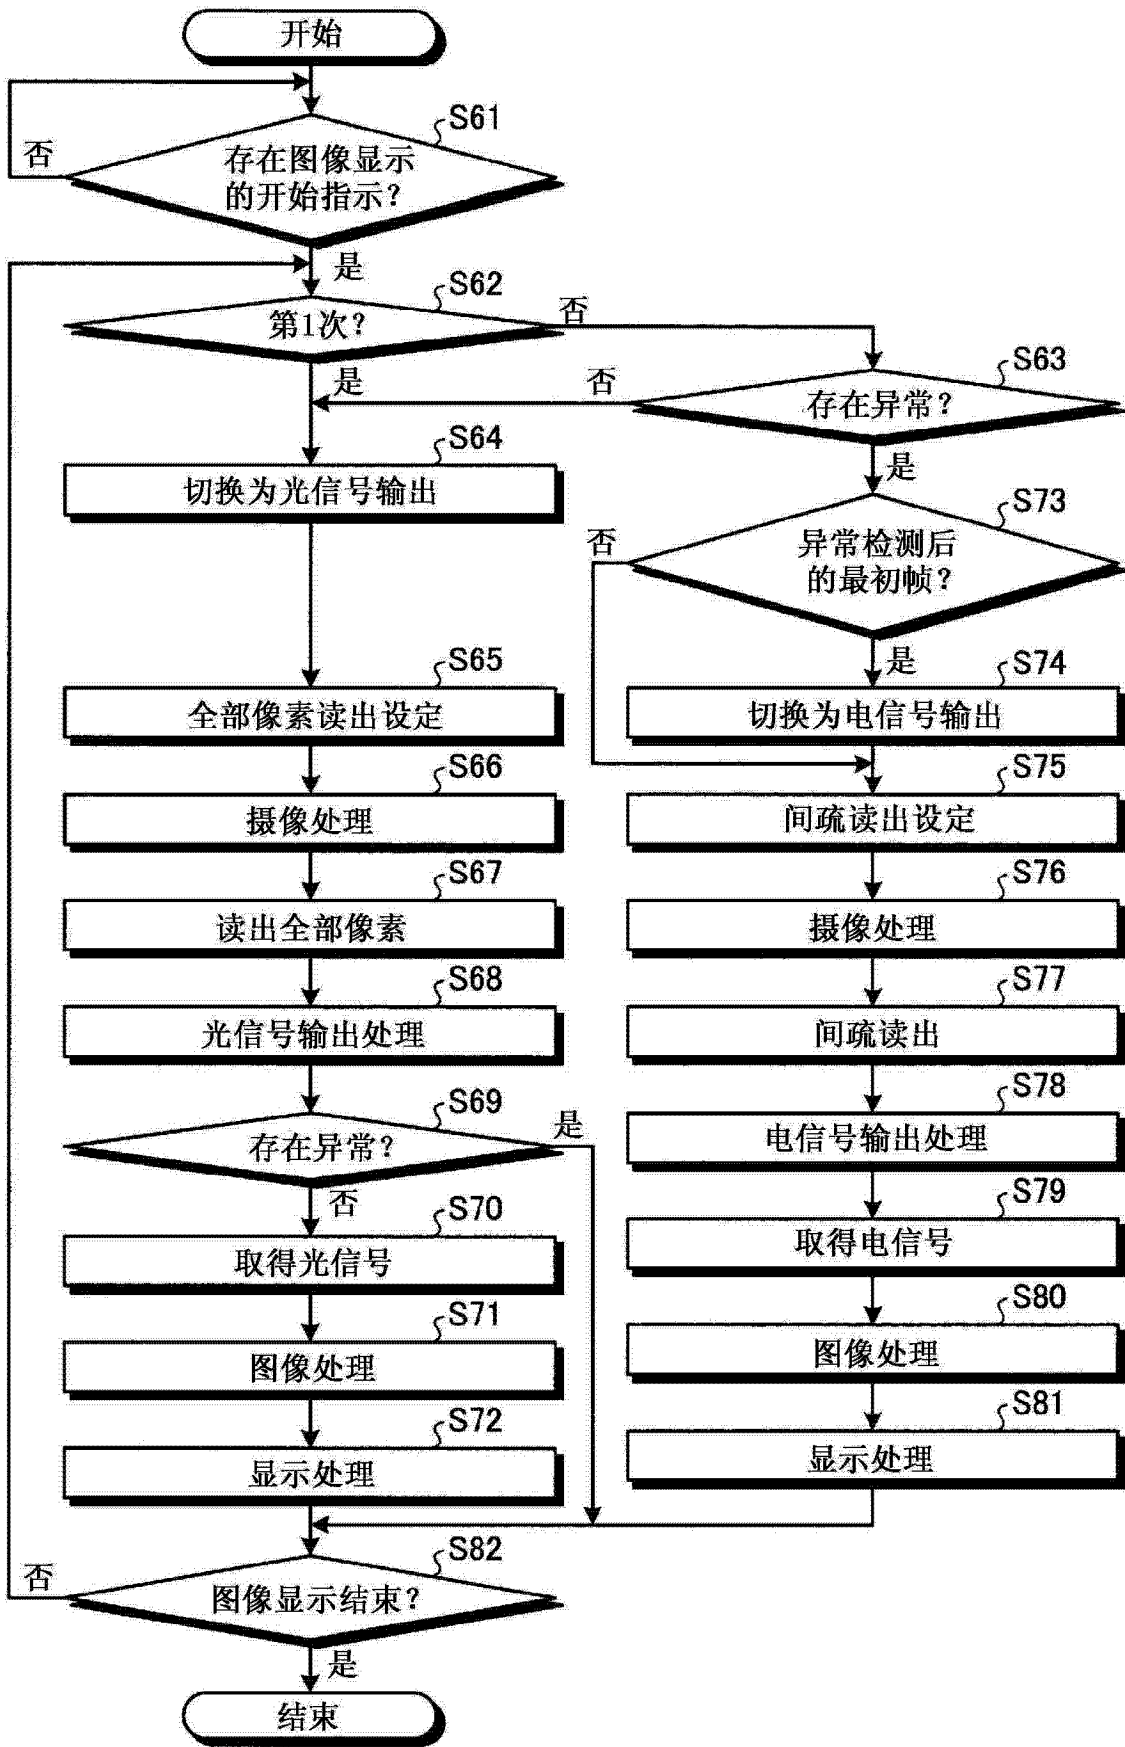 开始
S61
存在图像显示
的开始指示？
否
是
S62
第1次？
否
是
S63
存在异常？
否
是
S64
切换为光信号输出
S73
异常检测后
的最初帧？
否
是
S65
全部像素读出设定
S74
切换为电信号输出
S66
摄像处理
S75
间疏读出设定
S67
读出全部像素
S76
摄像处理
S68
光信号输出处理
S77
间疏读出
S69
存在异常？
是
否
S78
电信号输出处理
S70
取得光信号
S79
取得电信号
S71
图像处理
S80
图像处理
S72
显示处理
S81
显示处理
S82
图像显示结束？
否
是
结束